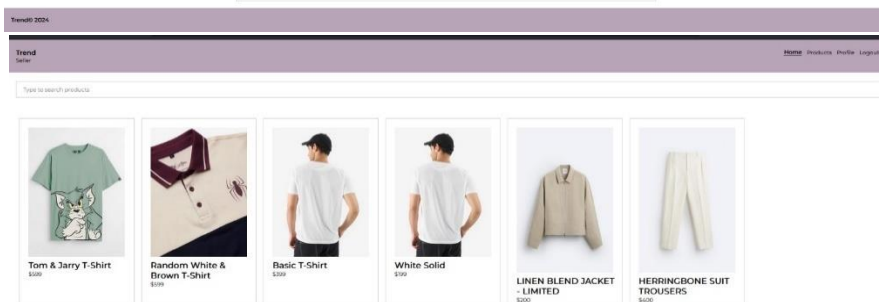 Trend© 2024
Trend
Seller
Home Products Profile Logout
Type to search products
Tom & Jarry T-Shirt
$599
Random White &
Brown T-Shirt
$599
Basic T-Shirt
$399
White Solid
$199
LINEN BLEND JACKET
- LIMITED
$200
HERRINGBONE SUIT
TROUSERS
$400